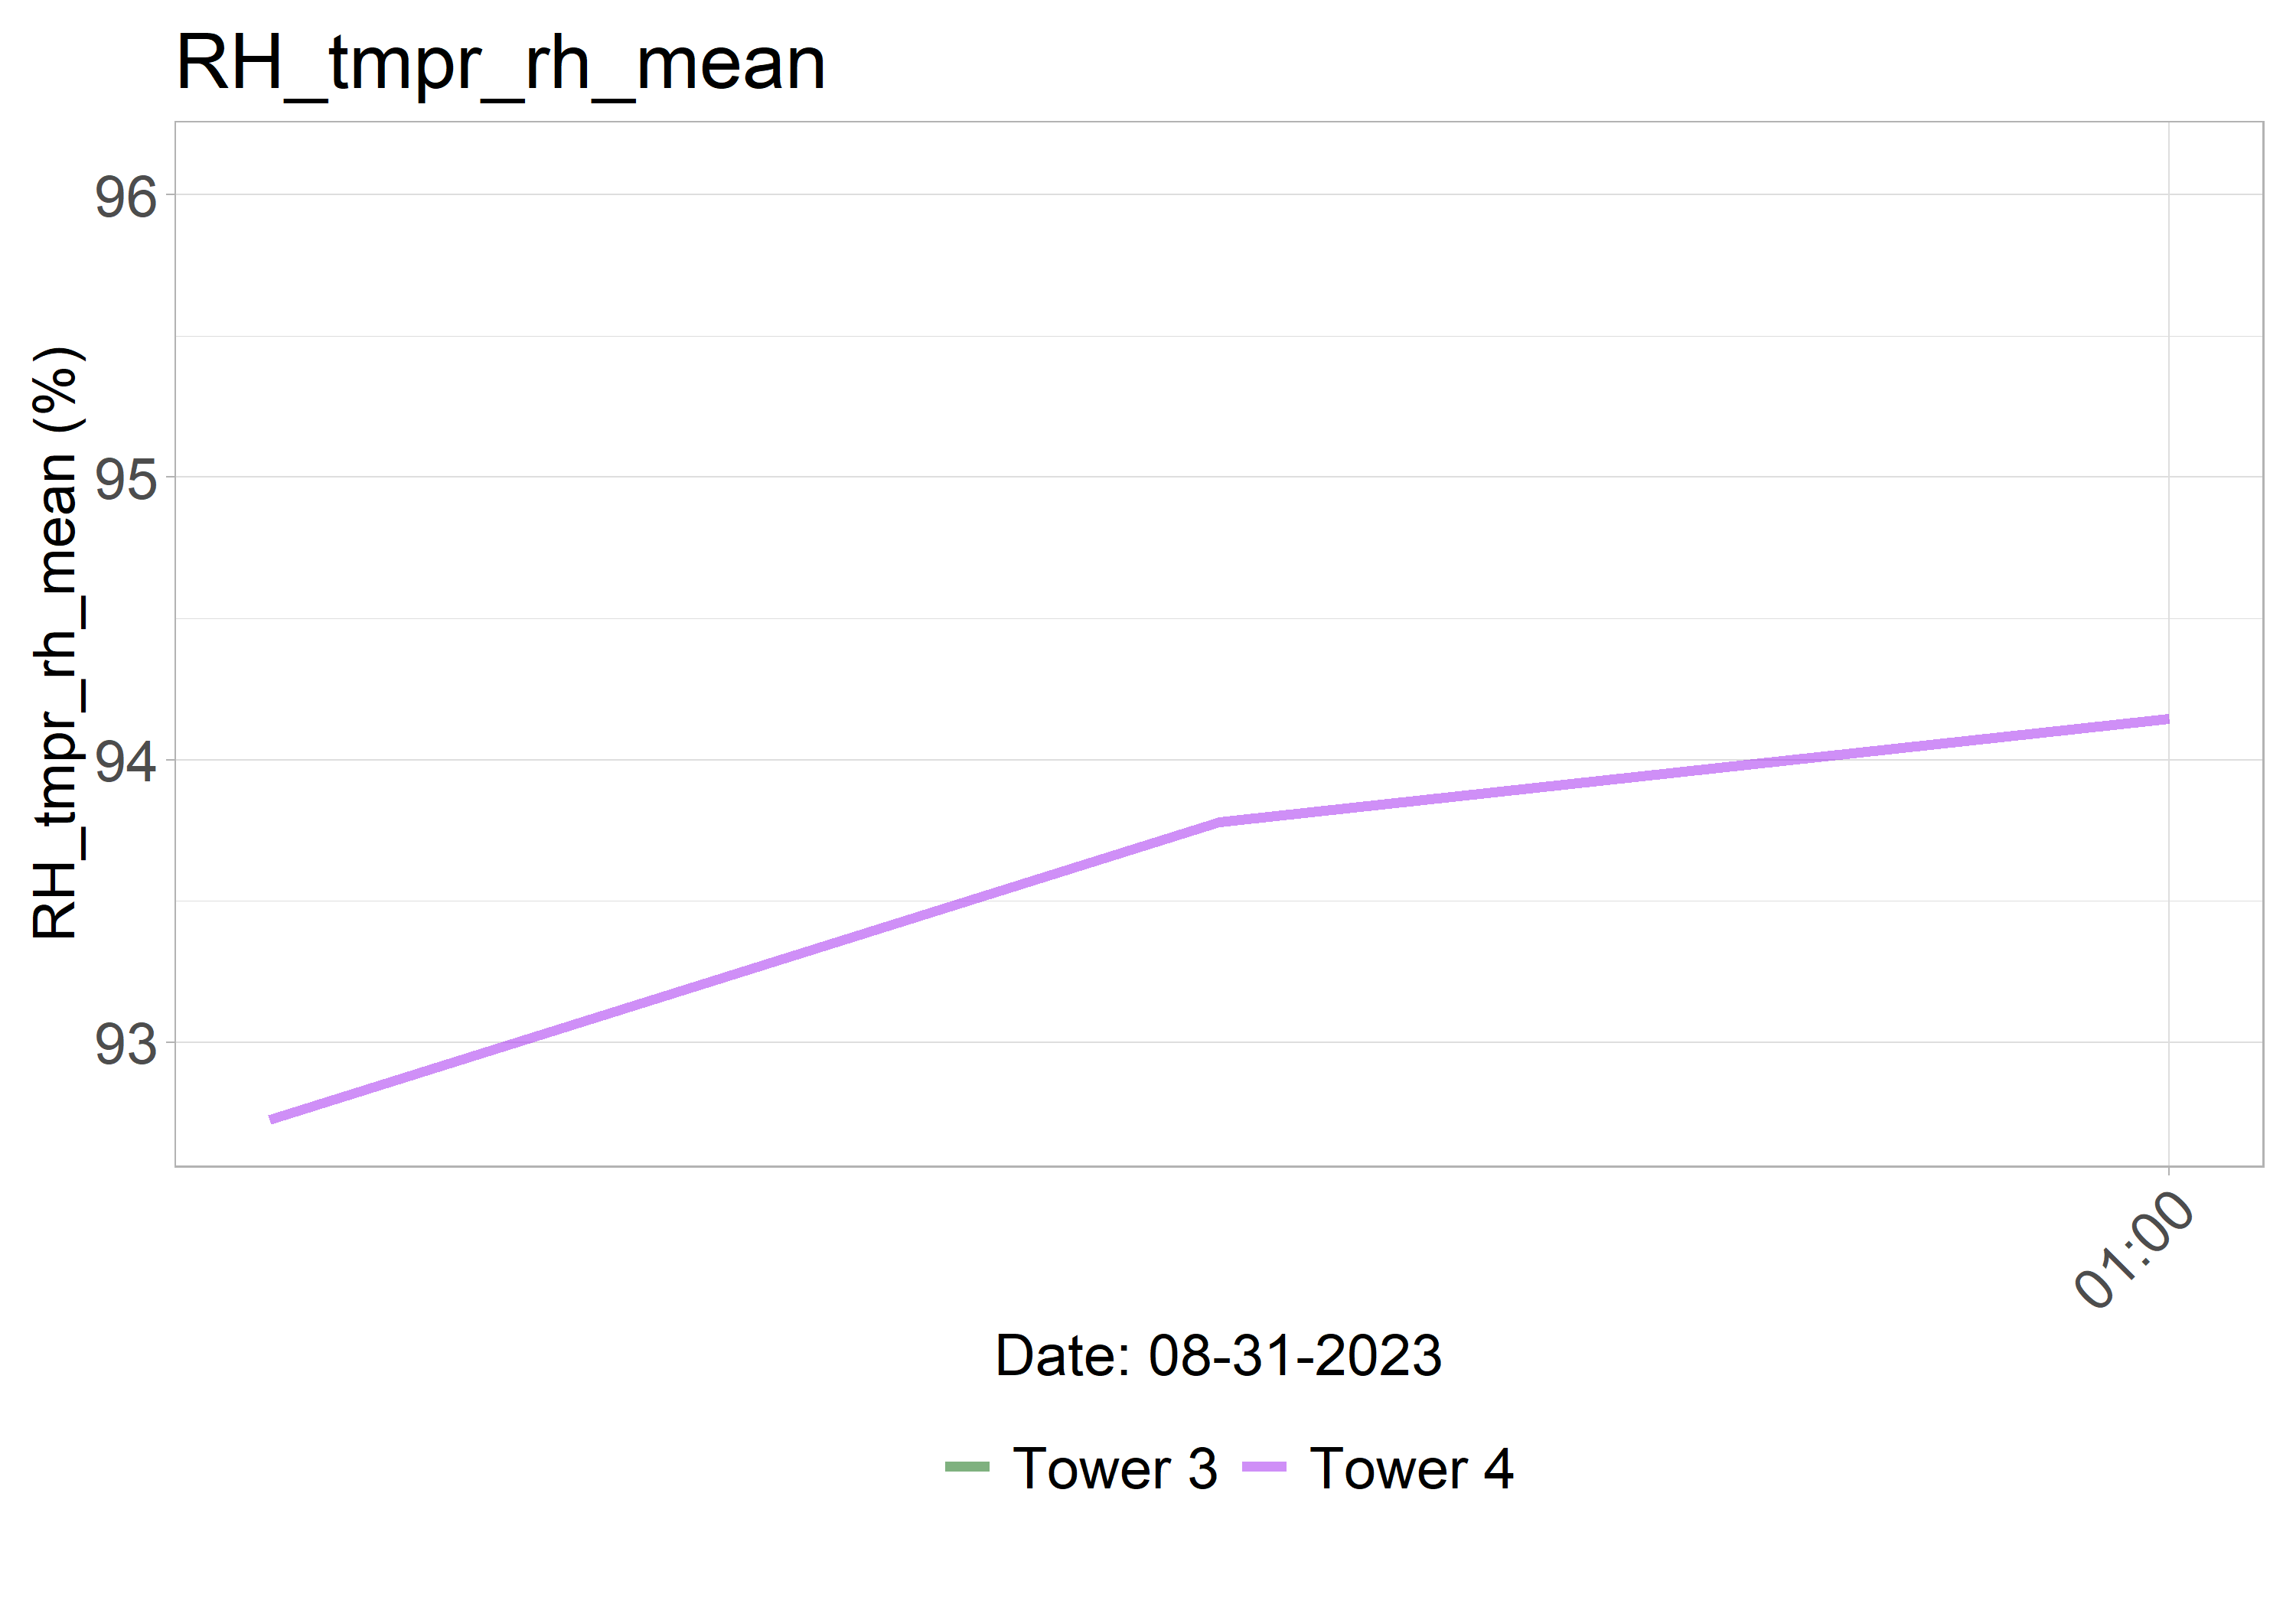 RH_tmpr_rh_mean
RH_tmpr_rh_mean (%)
96
95
94
93
01:00
Date: 08-31-2023
Tower 3 Tower 4